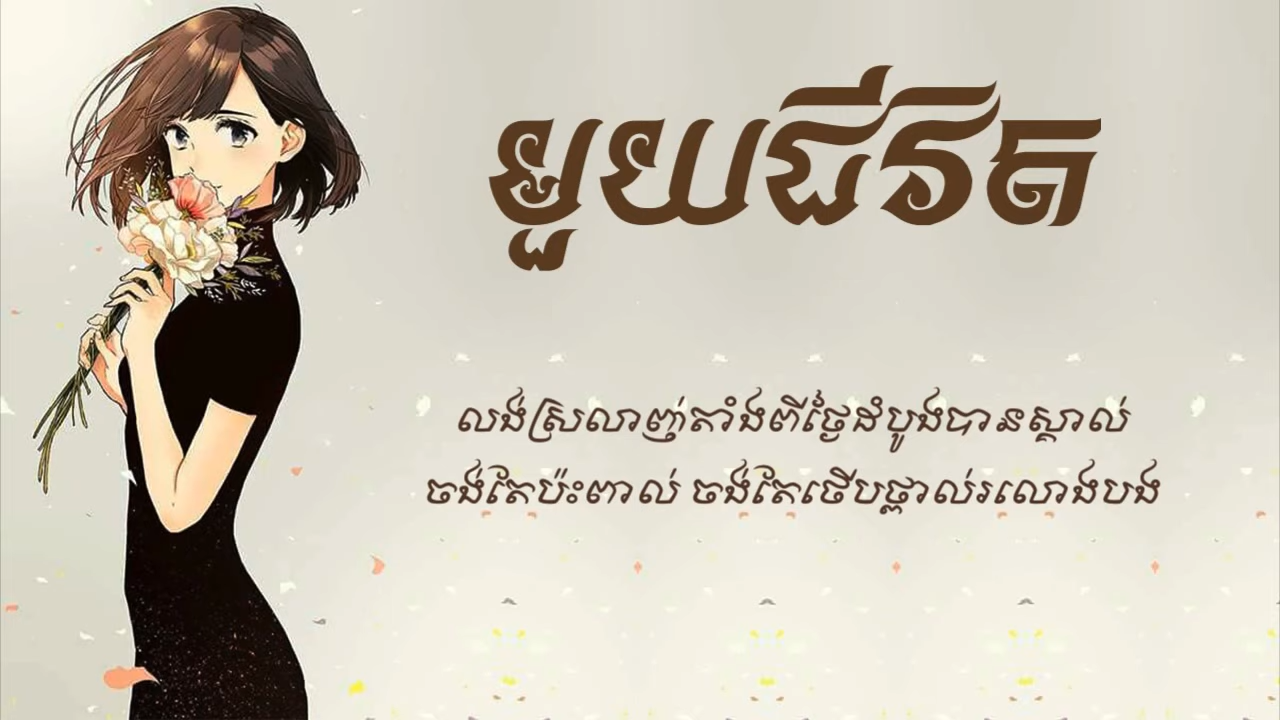 មួយជីវិត
លង់ស្រលាញ់តាំងពីថ្ងៃដំបូងបានស្គាល់
ចង់តែប៉ះពាល់ ចង់តែថើបថ្ពាល់រលោងបង